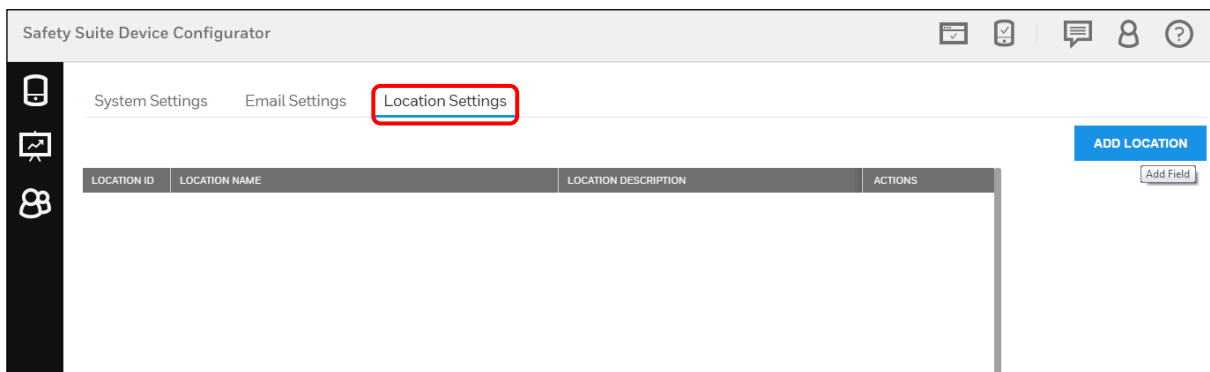 Safety Suite Device Configurator
System Settings Email Settings Location Settings
ADD LOCATION
Add Field
LOCATION ID LOCATION NAME LOCATION DESCRIPTION ACTIONS